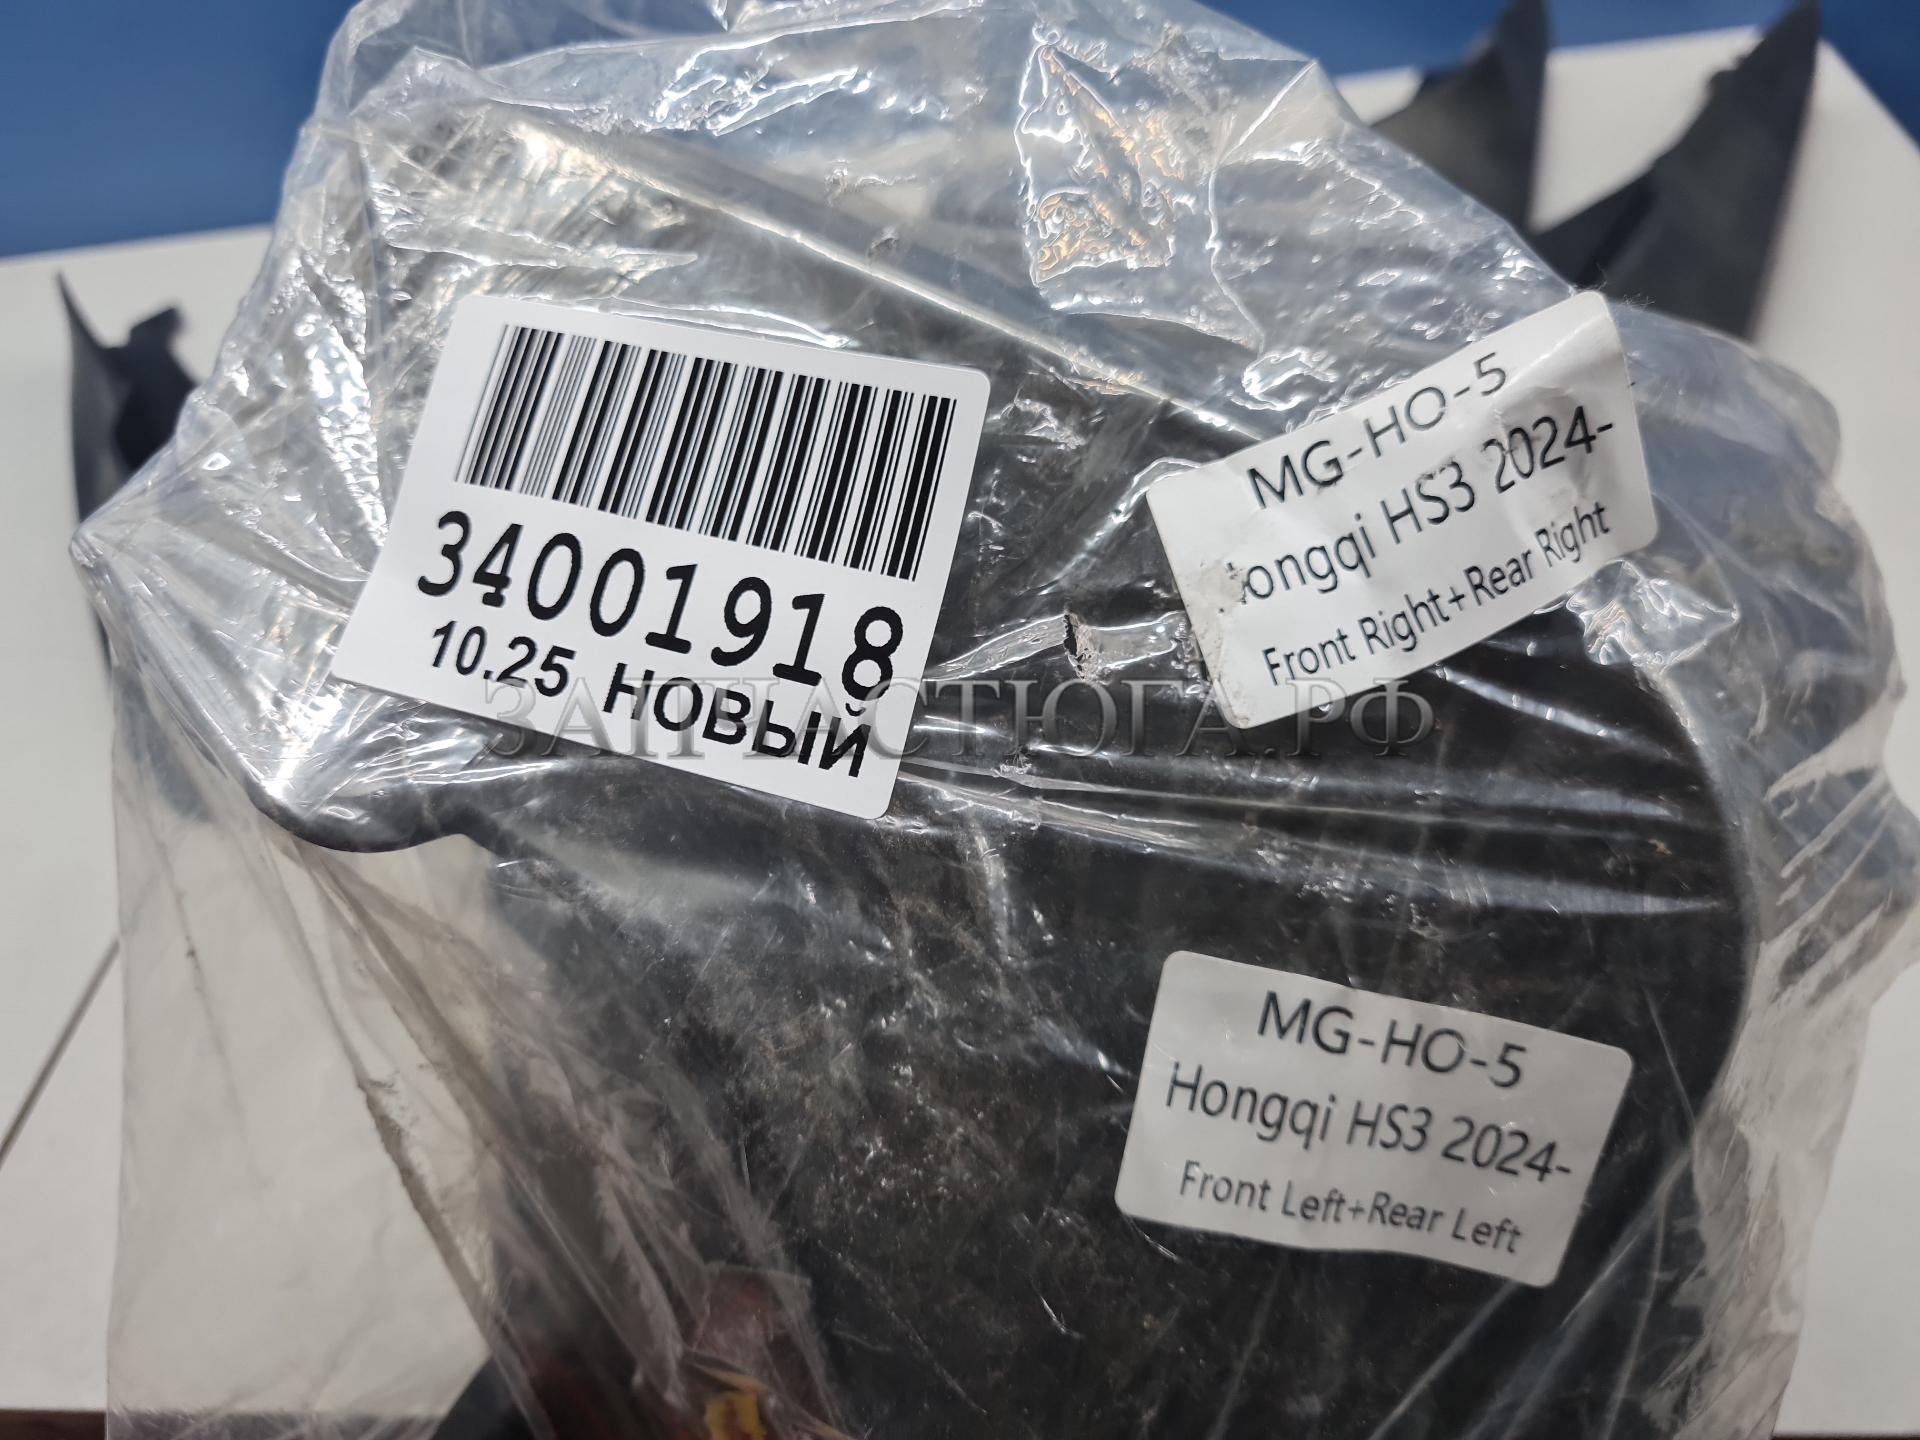 34001918
10.25 НОВЫЙ
MG-HO-5
Hongqi HS3 2024-
Front Right+Rear Right
ЗАПЧАСТЮГА.РФ
MG-HO-5
Hongqi HS3 2024-
Front Left+Rear Left